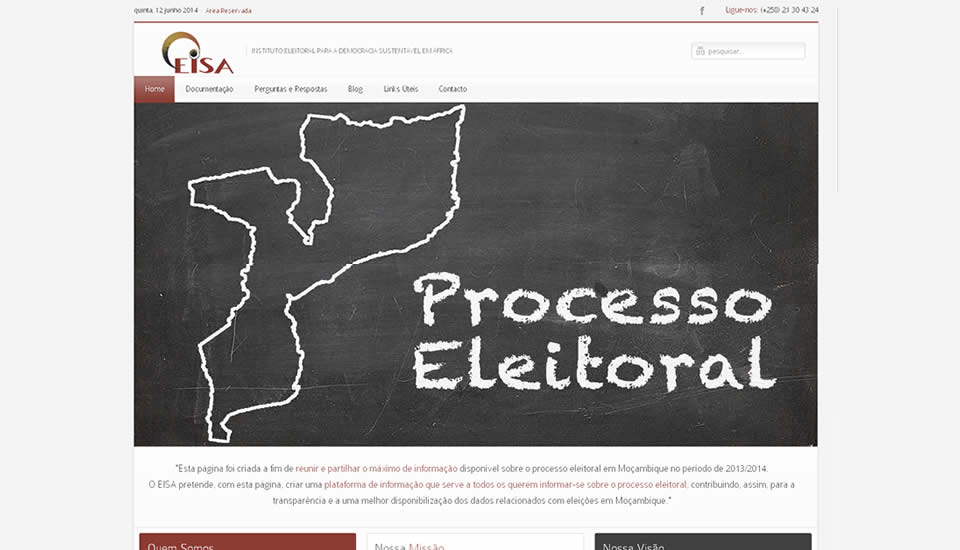 quinta, 12 junho 2014 Área Reservada
Ligue-nos: (+258) 21 30 43 24
EISA
INSTITUTO ELEITORAL PARA A DEMOCRACIA SUSTENTÁVEL EM ÁFRICA
pesquisar...
Home Documentação Perguntas e Respostas Blog Links Úteis Contacto
Processo
Eleitoral
"Esta página foi criada a fim de reunir e partilhar o máximo de informação disponível sobre o processo eleitoral em Moçambique no período de 2013/2014.
O EISA pretende, com esta página, criar uma plataforma de informação que serve a todos os querem informar-se sobre o processo eleitoral, contribuindo, assim, para a
transparência e a uma melhor disponibilização dos dados relacionados com eleições em Moçambique."
Quem Somos Nossa Missão Nossa Visão